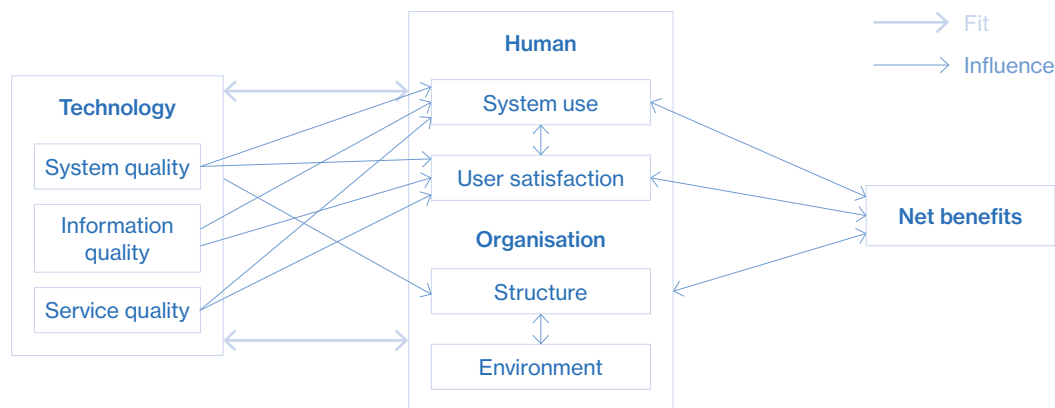 Human
Fit
Influence
Technology
System quality
Information
quality
Service quality
System use
User satisfaction
Organisation
Structure
Environment
Net benefits